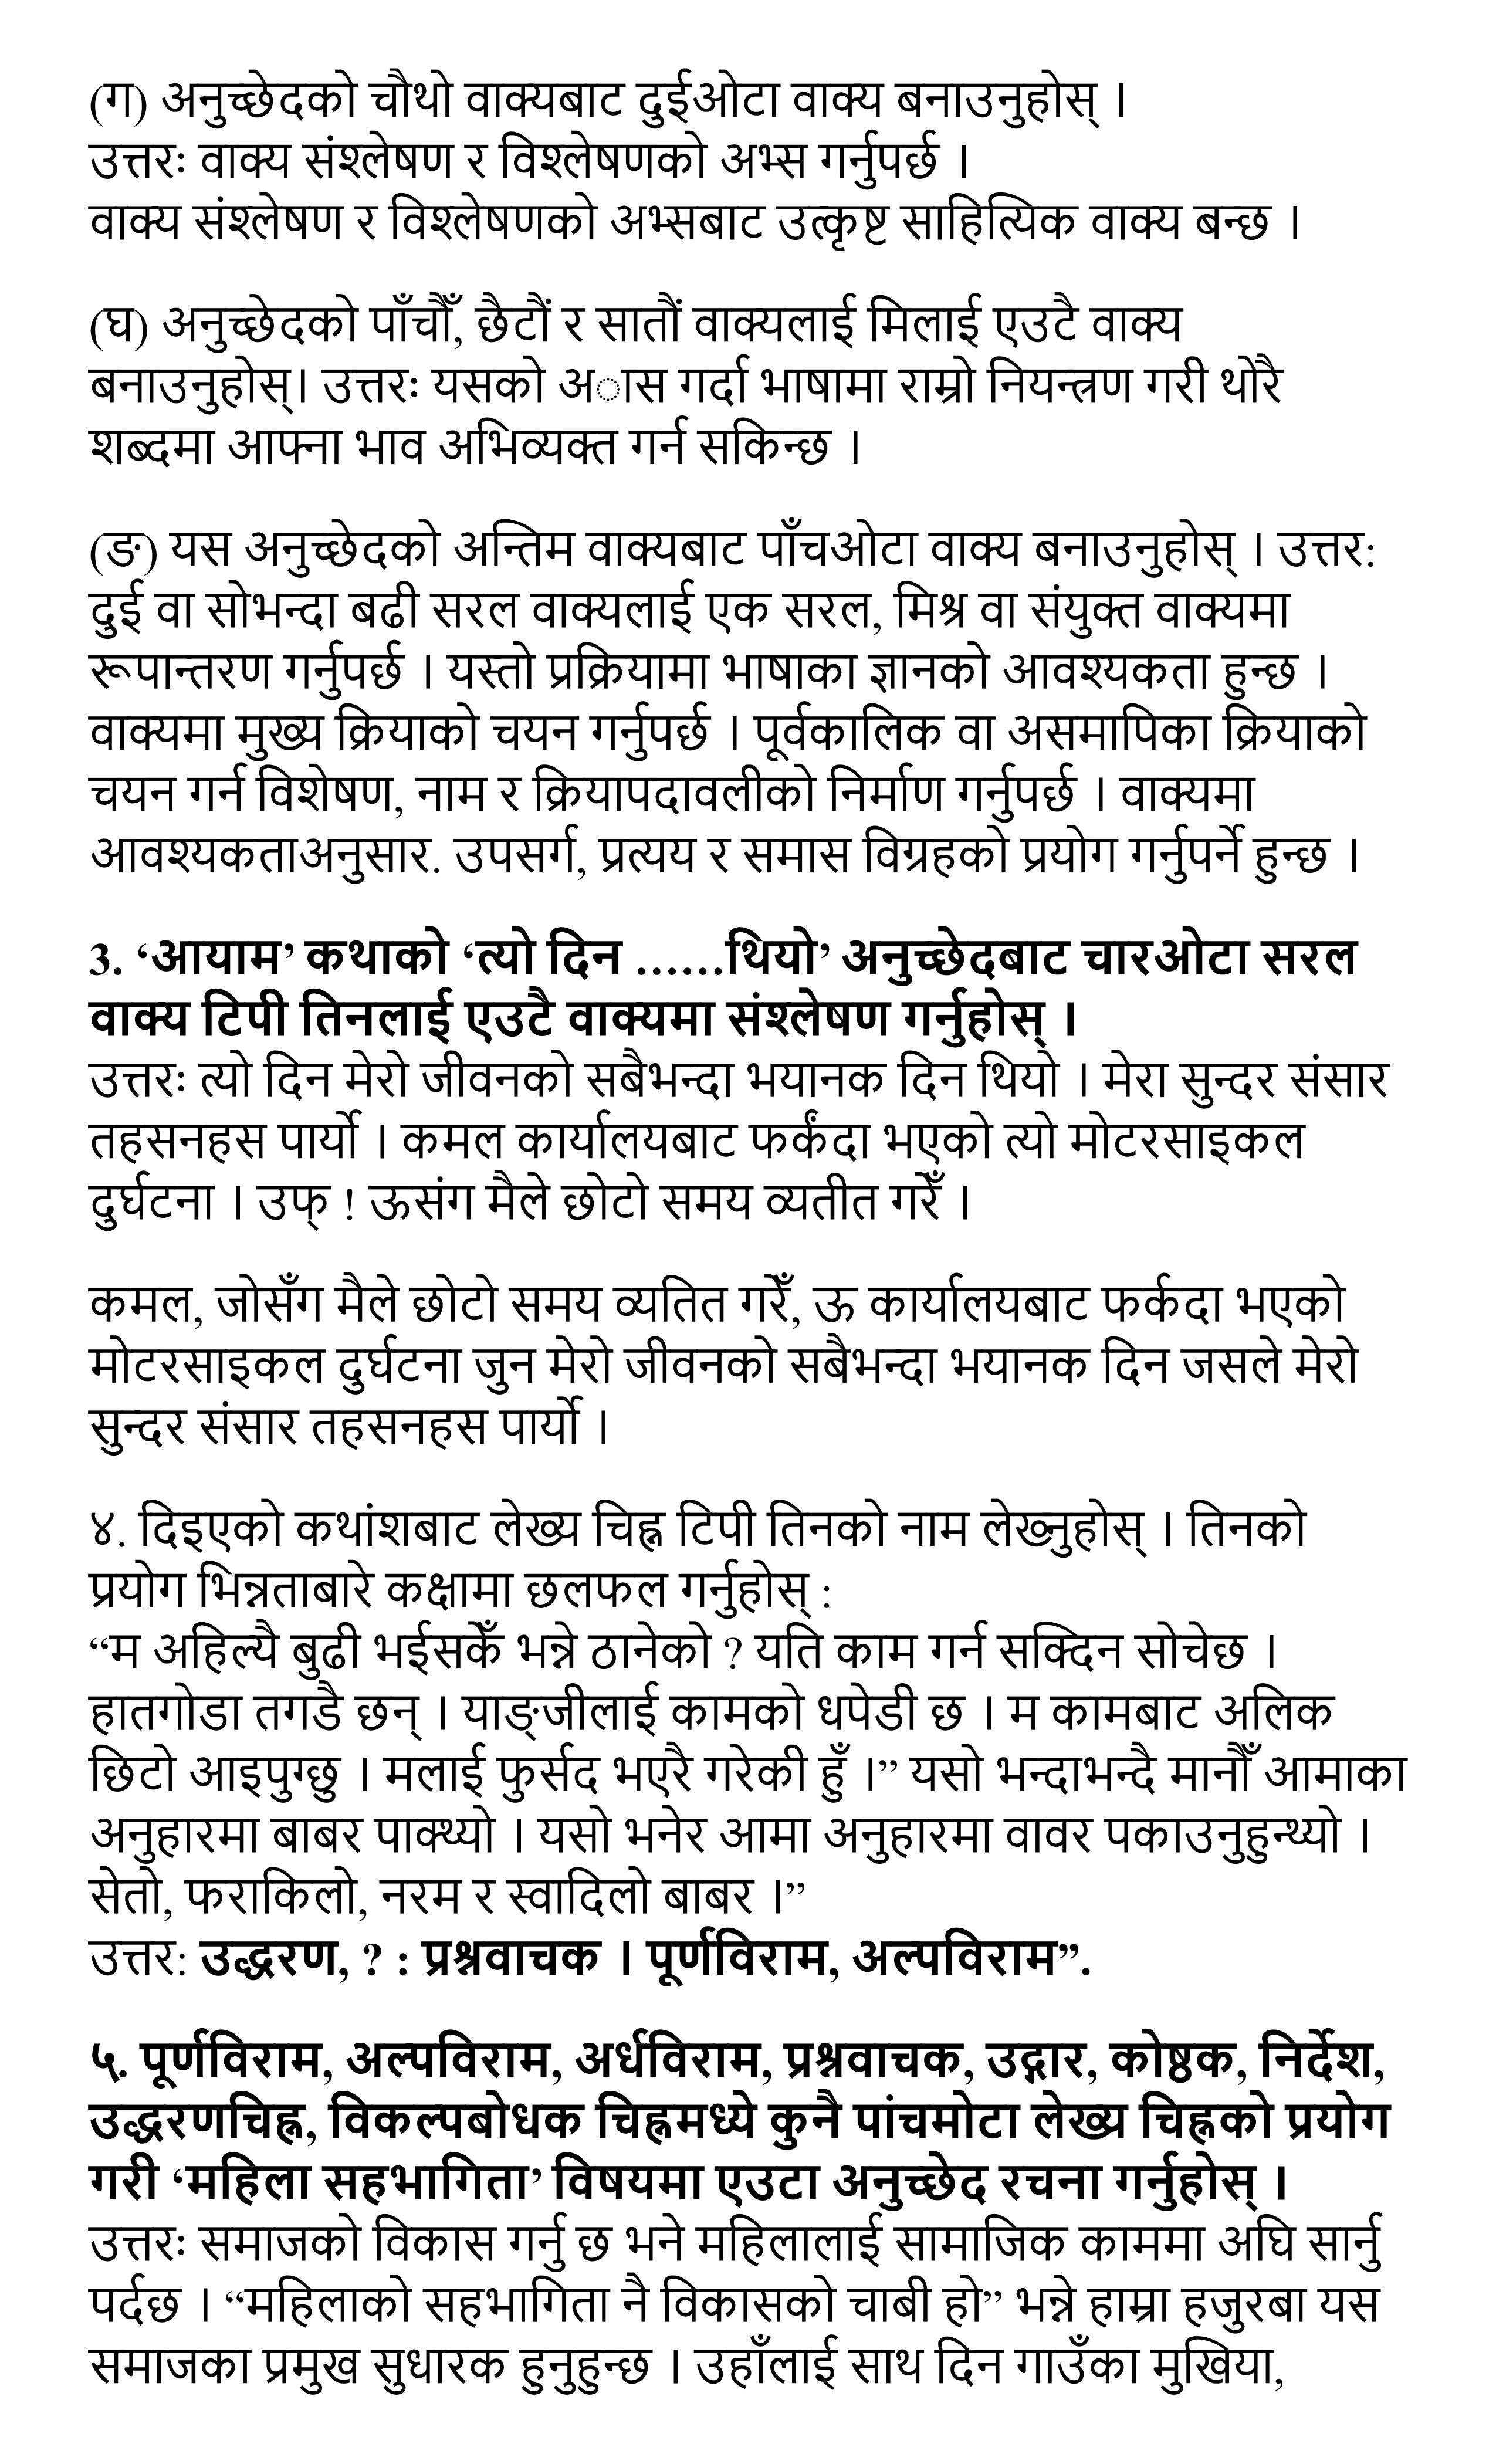 (ग) अनुच्छेदको चौथो वाक्यबाट दुईओटा वाक्य बनाउनुहोस् ।
उत्तरः वाक्य संश्लेषण र विश्लेषणको अभ्स गर्नुपर्छ ।
वाक्य संश्लेषण र विश्लेषणको अभ्सबाट उत्कृष्ट साहित्यिक वाक्य बन्छ ।
(घ) अनुच्छेदको पाँचौँ, छैटौं र सातौं वाक्यलाई मिलाई एउटै वाक्य
बनाउनुहोस्। उत्तरः यसको अ◌ास गर्दा भाषामा राम्रो नियन्त्रण गरी थोरै
शब्दमा आफ्ना भाव अभिव्यक्त गर्न सकिन्छ ।
(ङ) यस अनुच्छेदको अन्तिम वाक्यबाट पाँचओटा वाक्य बनाउनुहोस् । उत्तर:
दुई वा सोभन्दा बढी सरल वाक्यलाई एक सरल, मिश्र वा संयुक्त वाक्यमा
रूपान्तरण गर्नुपर्छ । यस्तो प्रक्रियामा भाषाका ज्ञानको आवश्यकता हुन्छ ।
वाक्यमा मुख्य क्रियाको चयन गर्नुपर्छ । पूर्वकालिक वा असमापिका क्रियाको
चयन गर्न विशेषण, नाम र क्रियापदावलीको निर्माण गर्नुपर्छ । वाक्यमा
आवश्यकताअनुसार. उपसर्ग, प्रत्यय र समास विग्रहको प्रयोग गर्नुपर्ने हुन्छ ।
3. ‘आयाम’ कथाको ‘त्यो दिन ……थियो’ अनुच्छेदबाट चारओटा सरल
वाक्य टिपी तिनलाई एउटै वाक्यमा संश्लेषण गर्नुहोस् ।
उत्तरः त्यो दिन मेरो जीवनको सबैभन्दा भयानक दिन थियो । मेरा सुन्दर संसार
तहसनहस पार्यो । कमल कार्यालयबाट फर्कंदा भएको त्यो मोटरसाइकल
दुर्घटना । उफ् ! ऊसंग मैले छोटो समय व्यतीत गरेँ ।
कमल, जोसँग मैले छोटो समय व्यतित गरेँ, ऊ कार्यालयबाट फर्कदा भएको
मोटरसाइकल दुर्घटना जुन मेरो जीवनको सबैभन्दा भयानक दिन जसले मेरो
सुन्दर संसार तहसनहस पार्यो ।
४. दिइएको कथांशबाट लेख्य चिह्न टिपी तिनको नाम लेख्नुहोस् । तिनको
प्रयोग भिन्नताबारे कक्षामा छलफल गर्नुहोस् :
“म अहिल्यै बुढी भईसकेँ भन्ने ठानेको ? यति काम गर्न सक्दिन सोचेछ ।
हातगोडा तगडै छन् । याङ्जीलाई कामको धपेडी छ । म कामबाट अलिक
छिटो आइपुग्छु । मलाई फुर्सद भएरै गरेकी हुँ ।” यसो भन्दाभन्दै मानौँ आमाका
अनुहारमा बाबर पाक्थ्यो । यसो भनेर आमा अनुहारमा वावर पकाउनुहुन्थ्यो ।
सेतो, फराकिलो, नरम र स्वादिलो बाबर ।”
उत्तर: उद्धरण, ? : प्रश्नवाचक । पूर्णविराम, अल्पविराम”.
५. पूर्णविराम, अल्पविराम, अर्धविराम, प्रश्नवाचक, उद्गार, कोष्ठक, निर्देश,
उद्धरणचिह्न, विकल्पबोधक चिह्नमध्ये कुनै पांचमोटा लेख्य चिह्नको प्रयोग
गरी ‘महिला सहभागिता’ विषयमा एउटा अनुच्छेद रचना गर्नुहोस् ।
उत्तरः समाजको विकास गर्नु छ भने महिलालाई सामाजिक काममा अघि सार्नु
पर्दछ । “महिलाको सहभागिता नै विकासको चाबी हो” भन्ने हाम्रा हजुरबा यस
समाजका प्रमुख सुधारक हुनुहुन्छ । उहाँलाई साथ दिन गाउँका मुखिया,